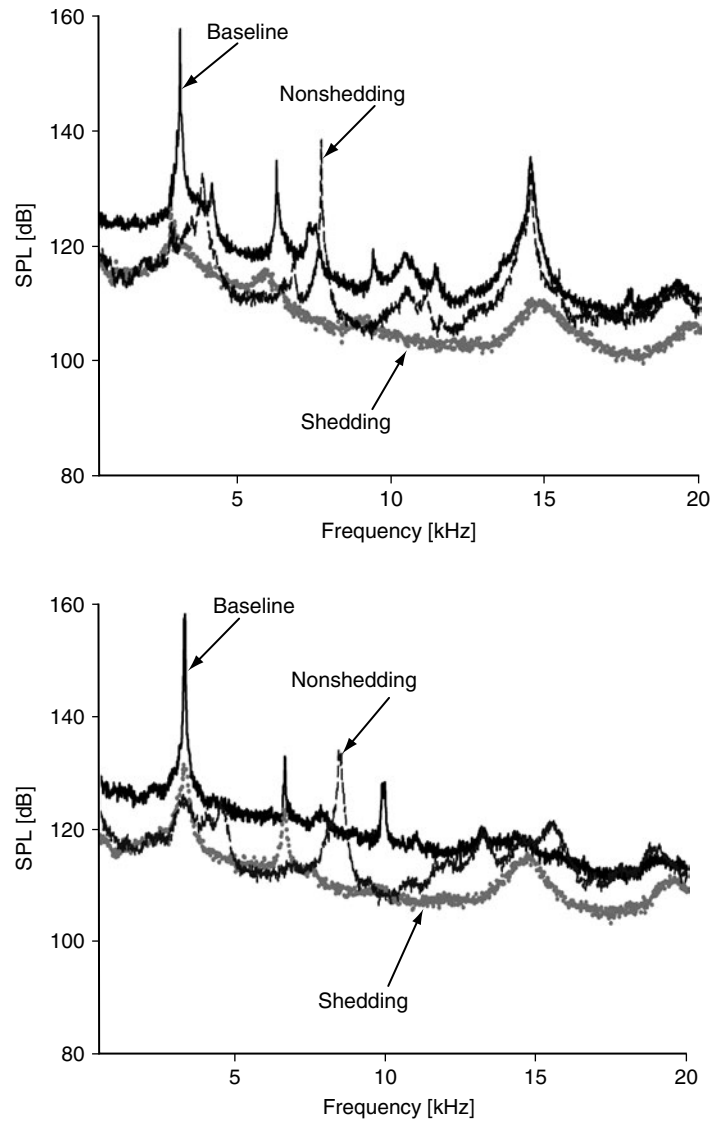 160
140
120
100
80
SPL [dB]
Baseline
Nonshedding
Shedding
5
10
15
20
Frequency [kHz]
160
140
120
100
80
SPL [dB]
Baseline
Nonshedding
Shedding
5
10
15
20
Frequency [kHz]